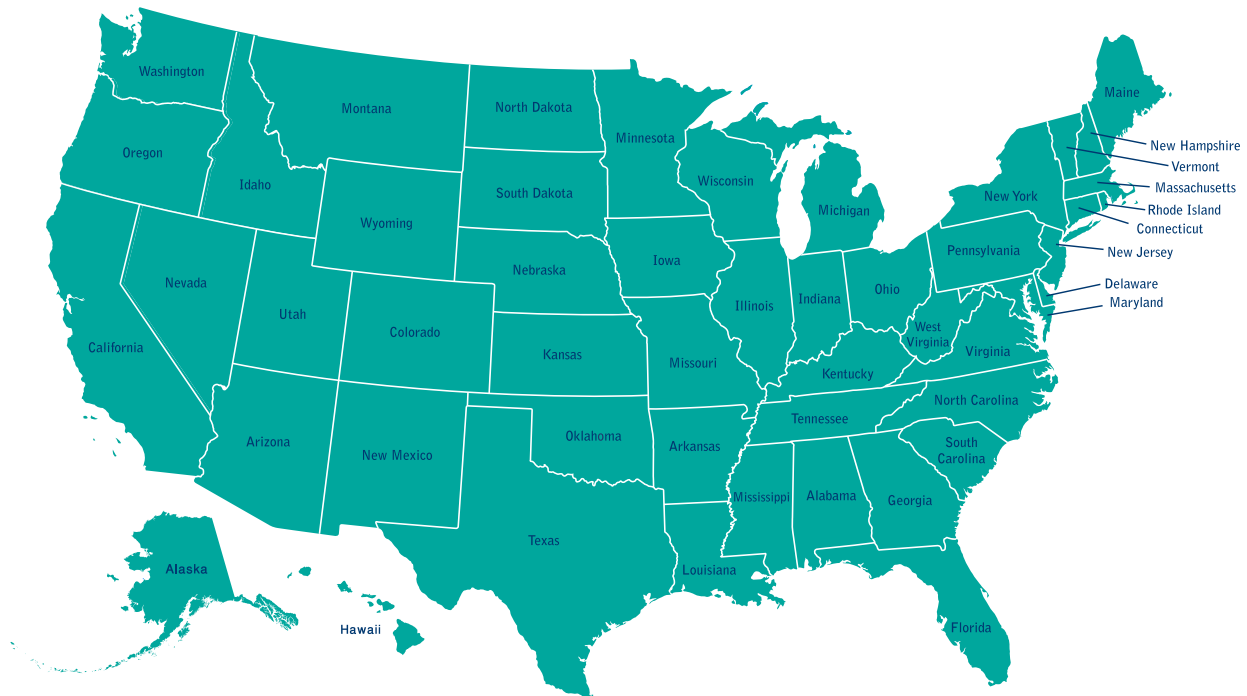 Washington
Montana
North Dakota
Minnesota
Maine
Oregon
Idaho
Wyoming
South Dakota
Wisconsin
Michigan
New York
New Hampshire
Vermont
Massachusetts
Rhode Island
Connecticut
New Jersey
Delaware
Maryland
Nevada
Utah
Colorado
Nebraska
Iowa
Illinois
Indiana
Ohio
Pennsylvania
California
Kansas
Missouri
Kentucky
West
Virginia
Virginia
Arizona
New Mexico
Oklahoma
Arkansas
Tennessee
North Carolina
South
Carolina
Texas
Louisiana
Mississippi
Alabama
Georgia
Florida
Alaska
Hawaii